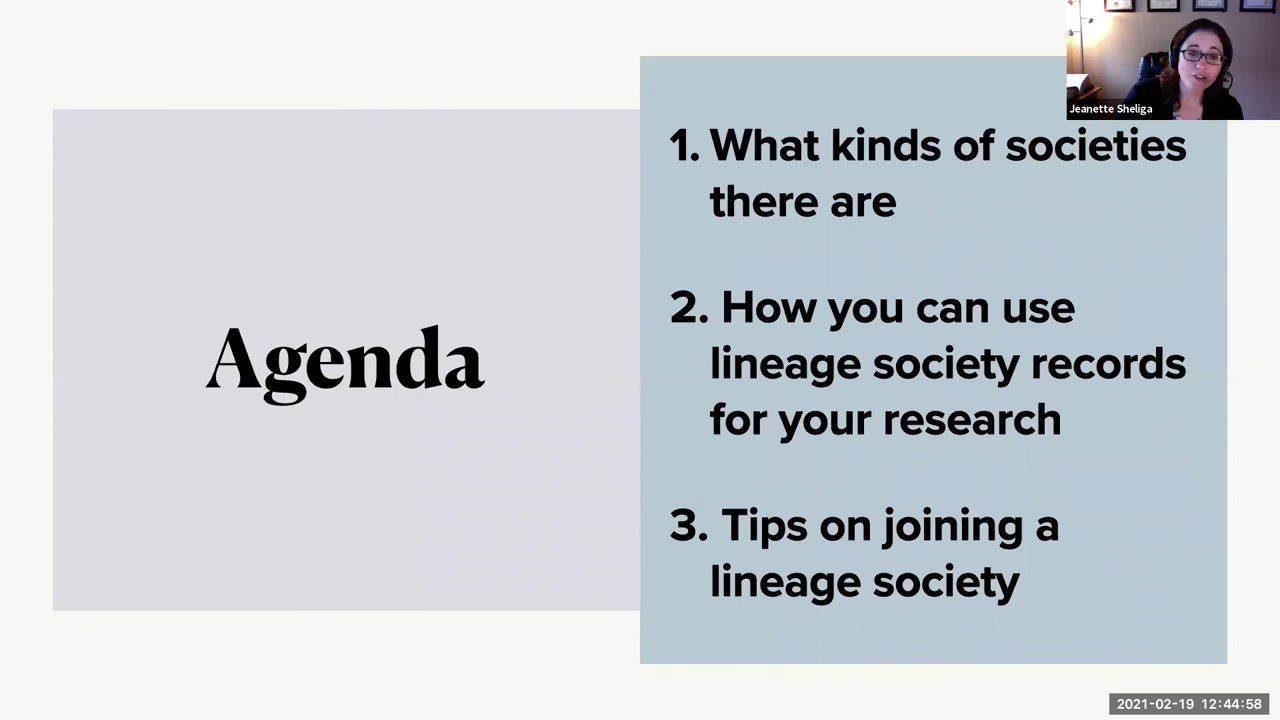 Jeanette Sheliga
Agenda
1. What kinds of societies
there are
2. How you can use
lineage society records
for your research
3. Tips on joining a
lineage society
2021-02-19 12:44:58